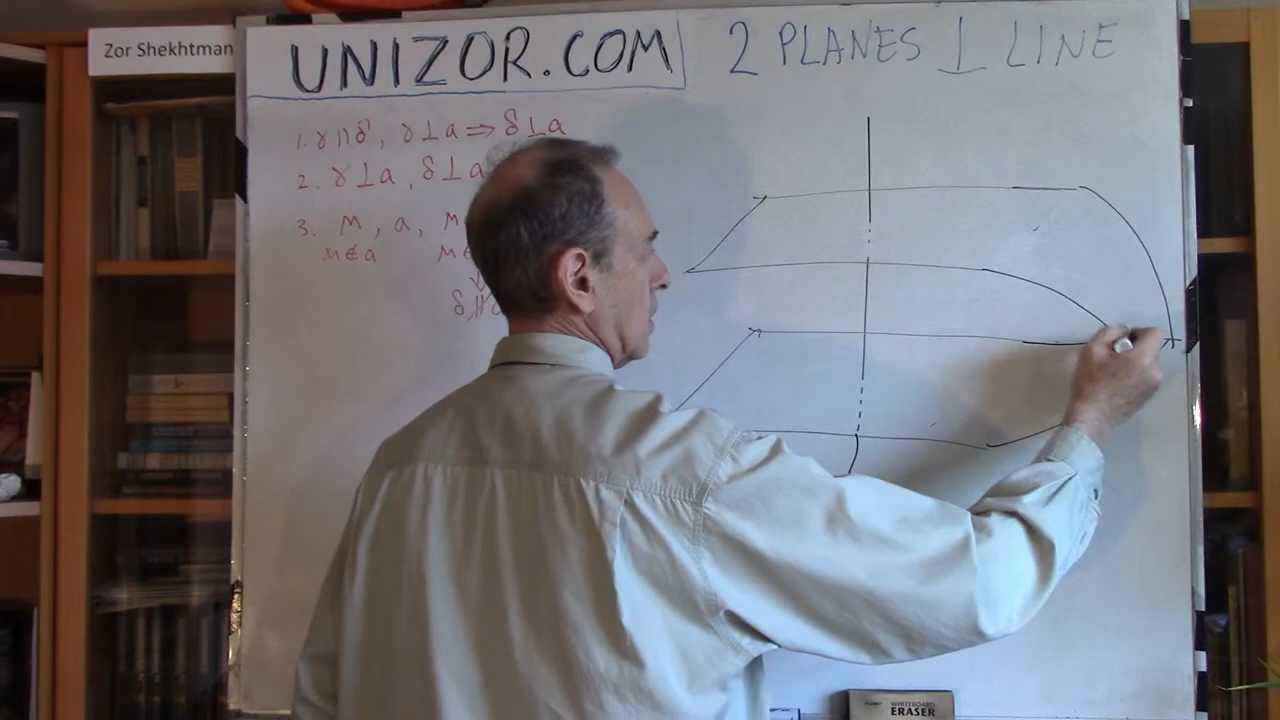 Zor Shekhtman
UNIZOR.COM
2 PLANES ⊥ LINE
1. γ∥δ, γ⊥a ⇒ δ⊥a
2. γ⊥a, δ⊥a
3. M, a, M
M∉a M∈
δ∥
WHITEBOARD
ERASER